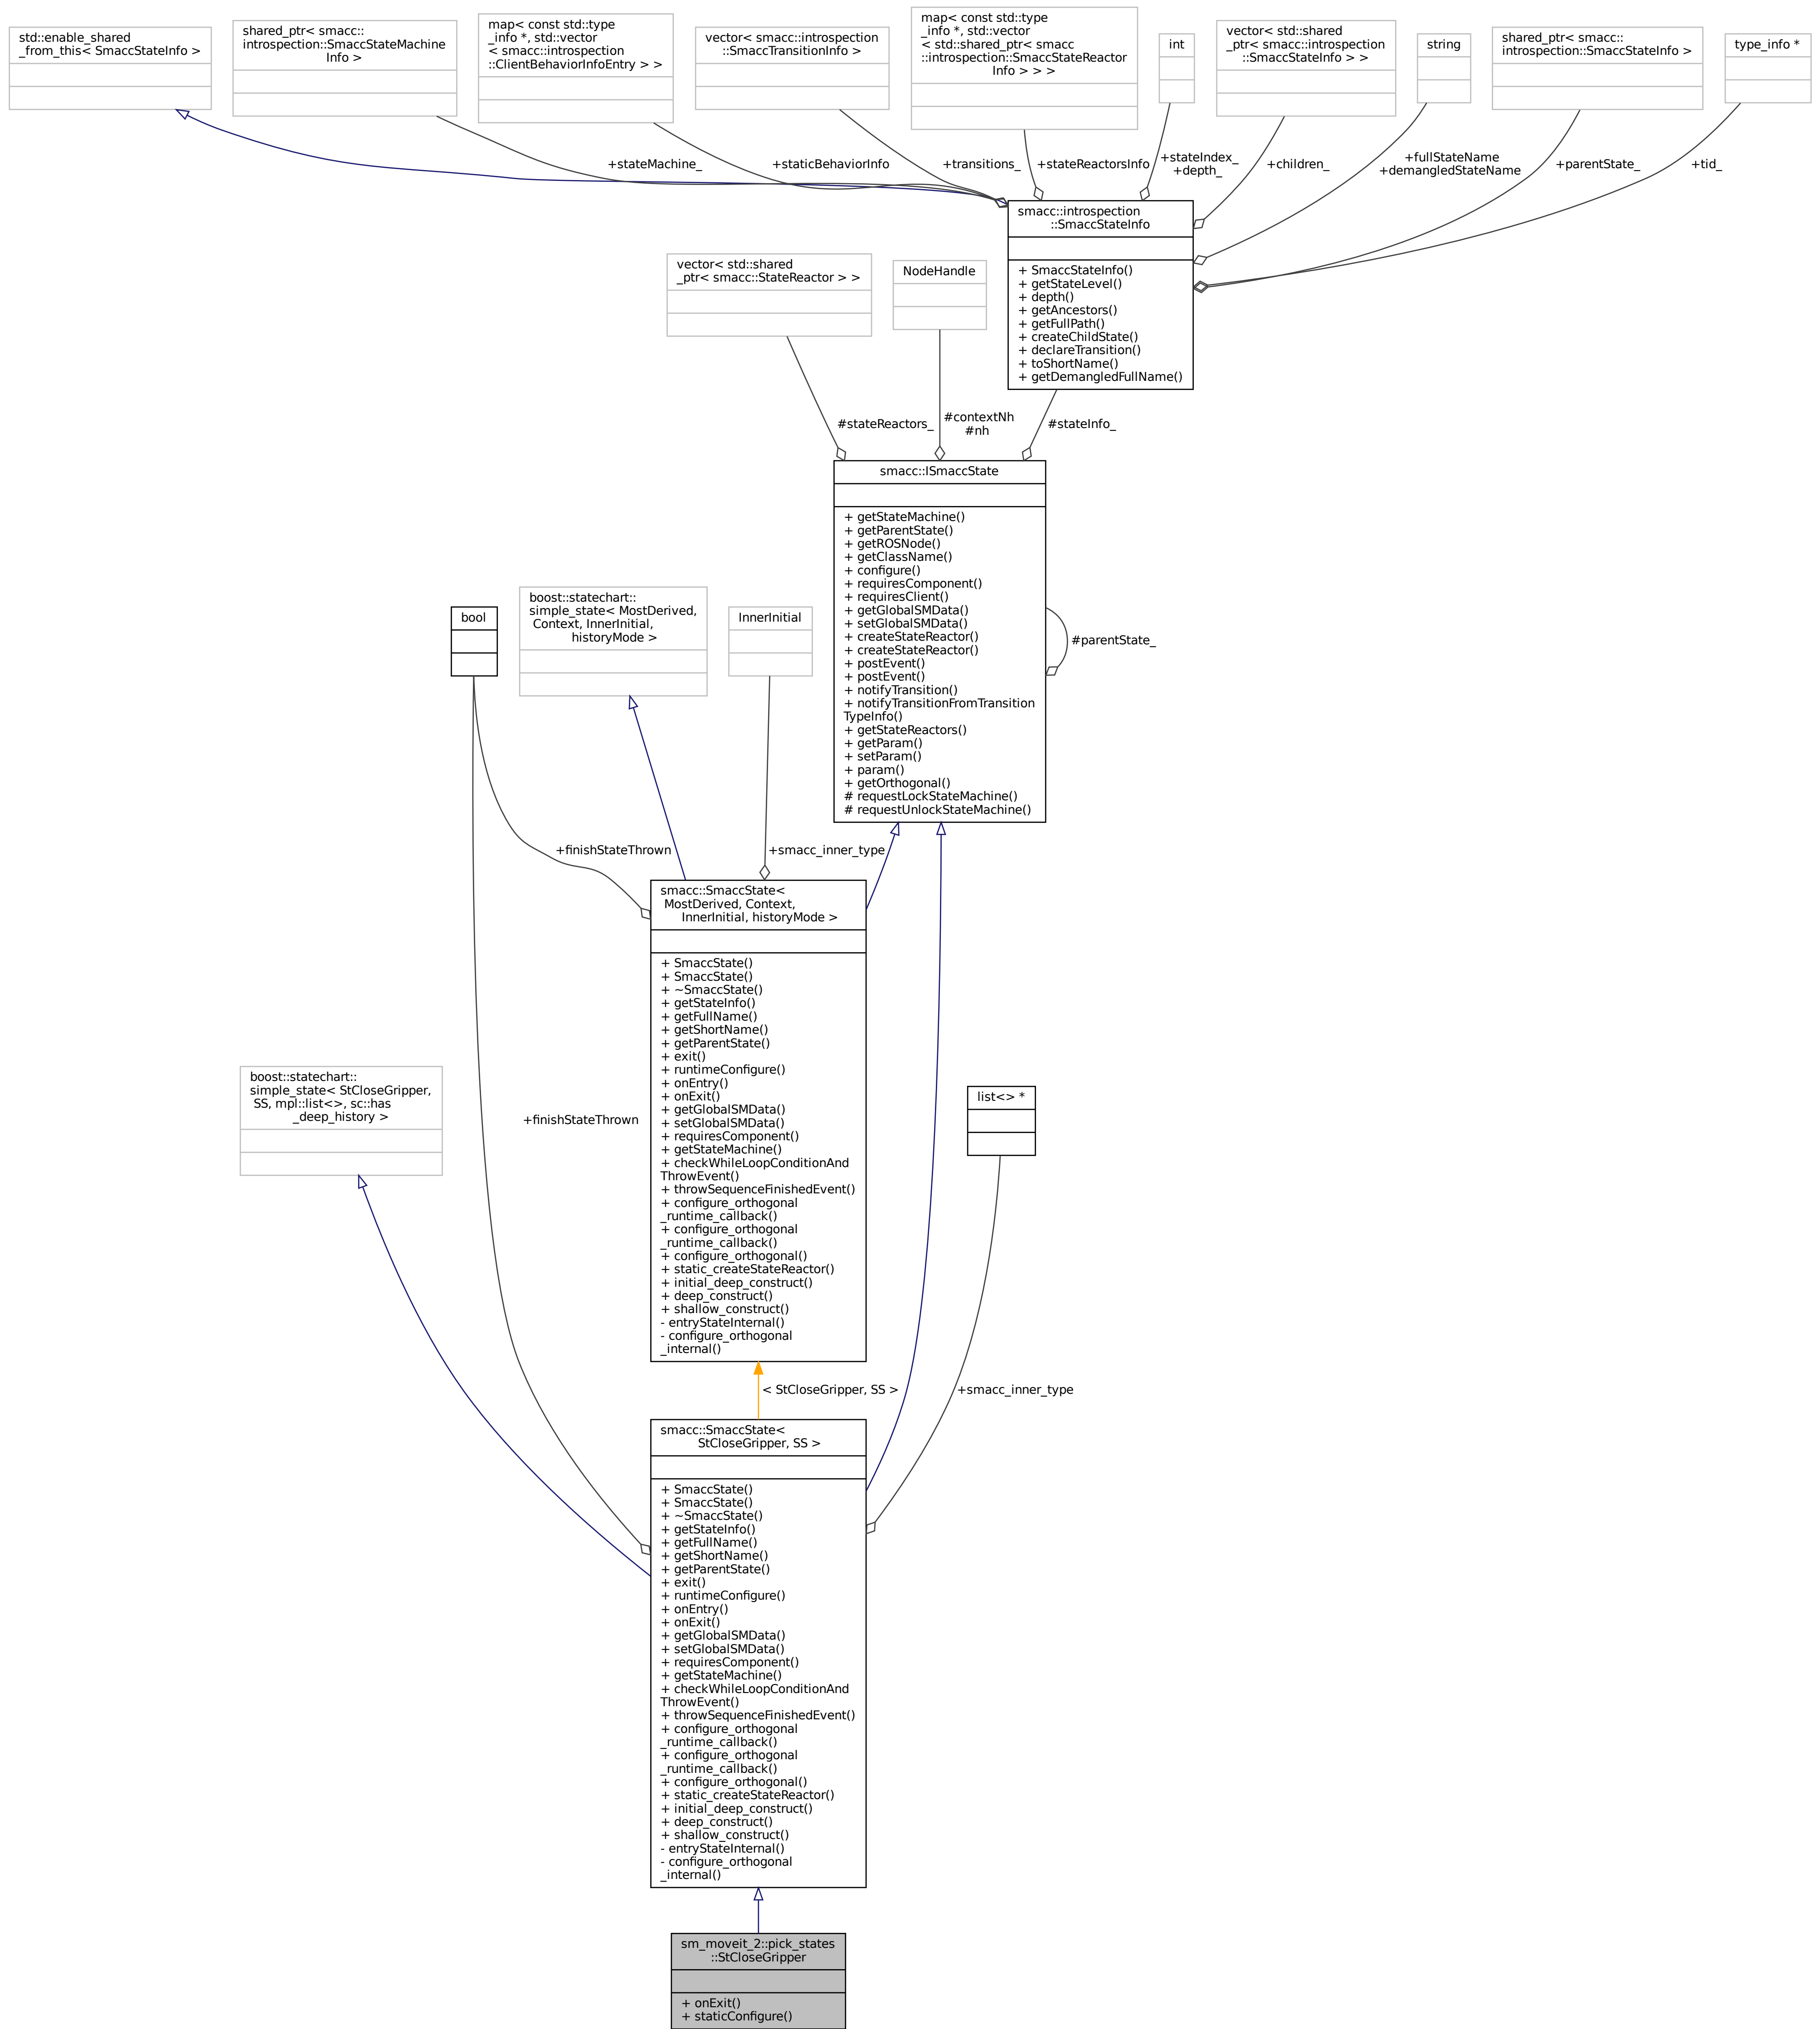 std::enable_shared
_from_this< SmaccStateInfo >
shared_ptr< smacc::
introspection::SmaccStateMachine
Info >
map< const std::type
_info *, std::vector
< smacc::introspection
::ClientBehaviorInfoEntry > >
vector< smacc::introspection
::SmaccTransitionInfo >
map< const std::type
_info *, std::vector
< std::shared_ptr< smacc
::introspection::SmaccStateReactor
Info > > >
int
vector< std::shared
_ptr< smacc::introspection
::SmaccStateInfo > >
string
shared_ptr< smacc::
introspection::SmaccStateInfo >
type_info *
+stateMachine_
+staticBehaviorInfo
+transitions_
+stateReactorsInfo
+stateIndex_
+depth_
+children_
+fullStateName
+demangledStateName
+parentState_
+tid_
smacc::introspection
::SmaccStateInfo
+ SmaccStateInfo()
+ getStateLevel()
+ depth()
+ getAncestors()
+ getFullPath()
+ createChildState()
+ declareTransition()
+ toShortName()
+ getDemangledFullName()
vector< std::shared
_ptr< smacc::StateReactor > >
NodeHandle
#stateReactors_
#contextNh
#nh
#stateInfo_
smacc::ISmaccState
+ getStateMachine()
+ getParentState()
+ getROSNode()
+ getClassName()
+ configure()
+ requiresComponent()
+ requiresClient()
+ getGlobalSMData()
+ setGlobalSMData()
+ createStateReactor()
+ createStateReactor()
+ postEvent()
+ postEvent()
+ notifyTransition()
+ notifyTransitionFromTransition
TypeInfo()
+ getStateReactors()
+ getParam()
+ setParam()
+ param()
+ getOrthogonal()
# requestLockStateMachine()
# requestUnlockStateMachine()
#parentState_
bool
boost::statechart::
simple_state< MostDerived,
Context, InnerInitial,
historyMode >
InnerInitial
+finishStateThrown
+smacc_inner_type
smacc::SmaccState<
MostDerived, Context,
InnerInitial, historyMode >
+ SmaccState()
+ SmaccState()
+ ~SmaccState()
+ getStateInfo()
+ getFullName()
+ getShortName()
+ getParentState()
+ exit()
+ runtimeConfigure()
+ onEntry()
+ onExit()
+ getGlobalSMData()
+ setGlobalSMData()
+ requiresComponent()
+ getStateMachine()
+ checkWhileLoopConditionAnd
ThrowEvent()
+ throwSequenceFinishedEvent()
+ configure_orthogonal
_runtime_callback()
+ configure_orthogonal
_runtime_callback()
+ configure_orthogonal()
+ static_createStateReactor()
+ initial_deep_construct()
+ deep_construct()
+ shallow_construct()
- entryStateInternal()
- configure_orthogonal
_internal()
boost::statechart::
simple_state< StCloseGripper,
SS, mpl::list<>, sc::has
_deep_history >
+finishStateThrown
list<> *
< StCloseGripper, SS >
+smacc_inner_type
smacc::SmaccState<
StCloseGripper, SS >
+ SmaccState()
+ SmaccState()
+ ~SmaccState()
+ getStateInfo()
+ getFullName()
+ getShortName()
+ getParentState()
+ exit()
+ runtimeConfigure()
+ onEntry()
+ onExit()
+ getGlobalSMData()
+ setGlobalSMData()
+ requiresComponent()
+ getStateMachine()
+ checkWhileLoopConditionAnd
ThrowEvent()
+ throwSequenceFinishedEvent()
+ configure_orthogonal
_runtime_callback()
+ configure_orthogonal
_runtime_callback()
+ configure_orthogonal()
+ static_createStateReactor()
+ initial_deep_construct()
+ deep_construct()
+ shallow_construct()
- entryStateInternal()
- configure_orthogonal
_internal()
sm_moveit_2::pick_states
::StCloseGripper
+ onExit()
+ staticConfigure()